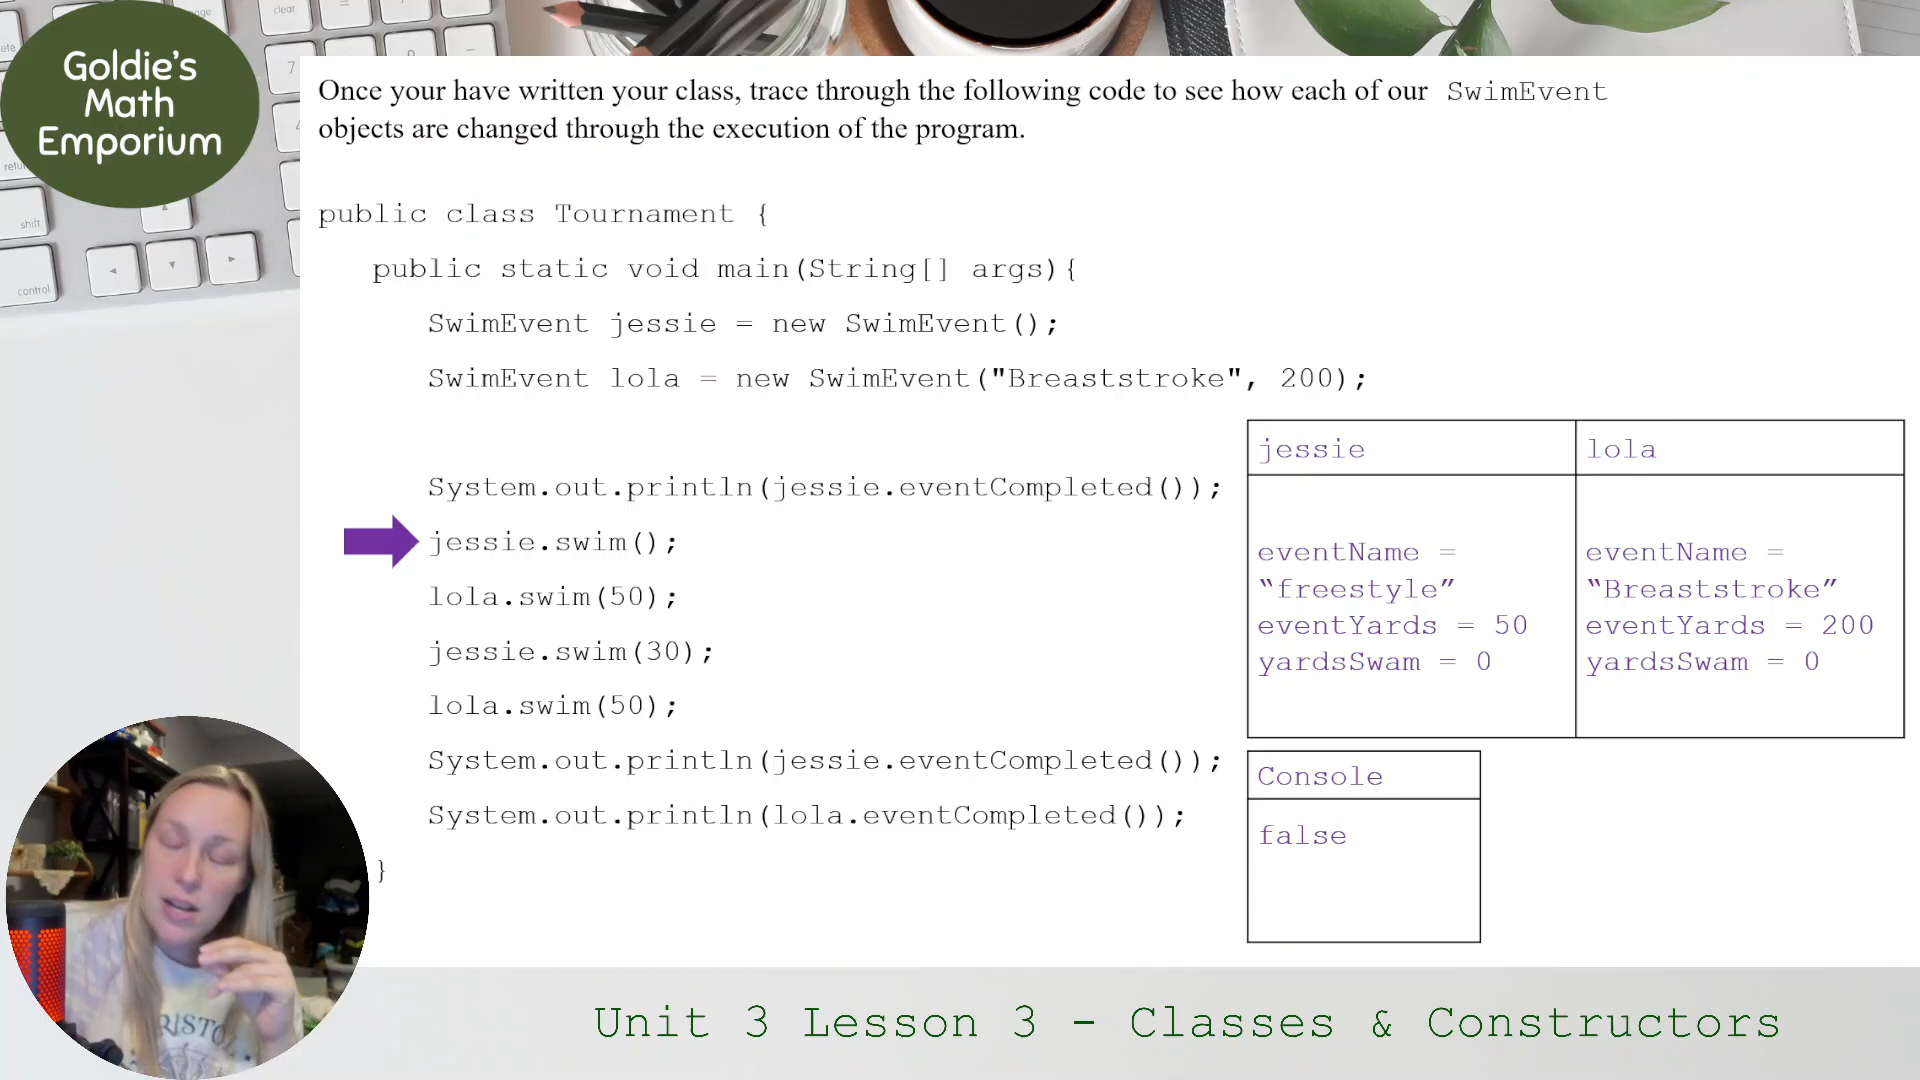 Goldie's
Math
Emporium
clear
shift
control
Once your have written your class, trace through the following code to see how each of our SwimEvent
objects are changed through the execution of the program.
public class Tournament {
public static void main(String[] args){
SwimEvent jessie = new SwimEvent();
SwimEvent lola = new SwimEvent("Breaststroke", 200);
System.out.println(jessie.eventCompleted());
jessie.swim();
lola.swim(50);
jessie.swim(30);
lola.swim(50);
System.out.println(jessie.eventCompleted());
System.out.println(lola.eventCompleted());
}
jessie
eventName =
“freestyle”
eventYards = 50
yardsSwam = 0
lola
eventName =
“Breaststroke”
eventYards = 200
yardsSwam = 0
Console
false
Unit 3 Lesson 3 - Classes & Constructors